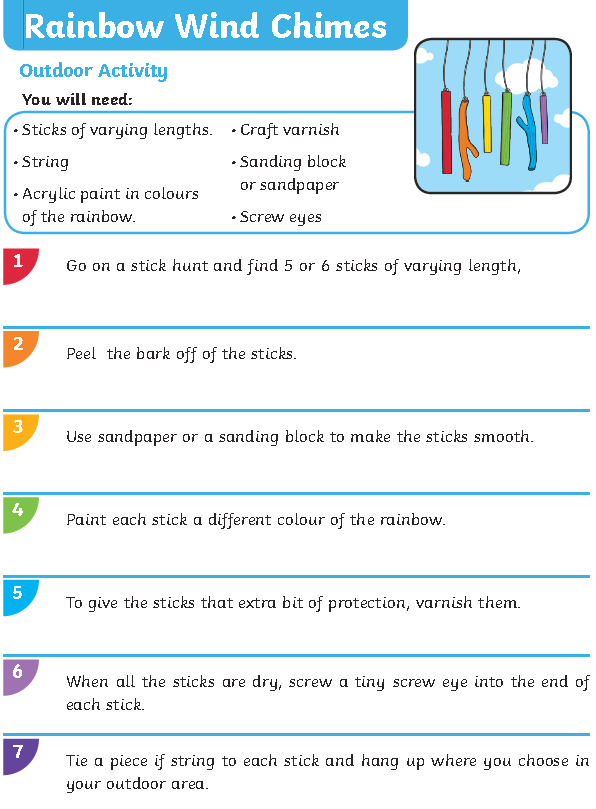 Rainbow Wind Chimes
Outdoor Activity
You will need:
• Sticks of varying lengths.
• String
• Acrylic paint in colours
of the rainbow.
• Craft varnish
• Sanding block
or sandpaper
• Screw eyes
1
Go on a stick hunt and find 5 or 6 sticks of varying length,
2
Peel the bark off of the sticks.
3
Use sandpaper or a sanding block to make the sticks smooth.
4
Paint each stick a different colour of the rainbow.
5
To give the sticks that extra bit of protection, varnish them.
6
When all the sticks are dry, screw a tiny screw eye into the end of
each stick.
7
Tie a piece if string to each stick and hang up where you choose in
your outdoor area.